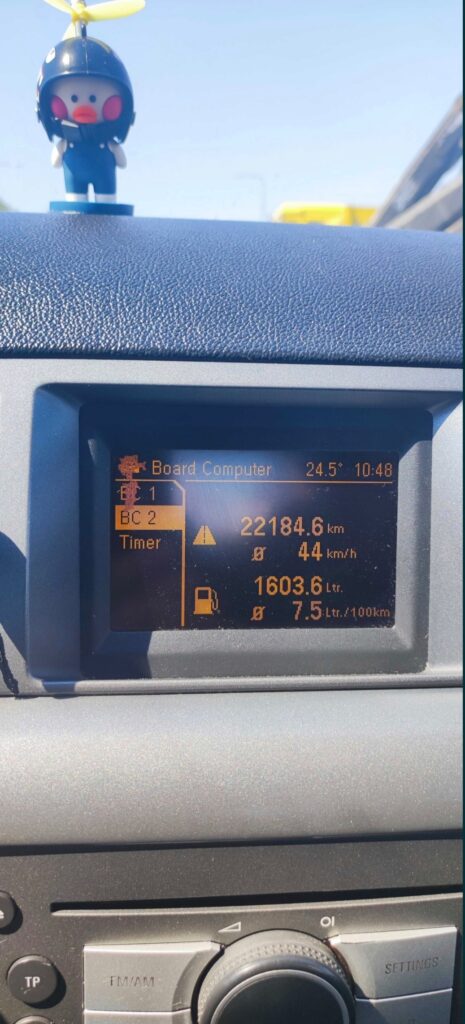 Board Computer 24.5° 10:48
BC 1
BC 2
Timer
22184.6 km
Ø 44 km/h
1603.6 Ltr.
Ø 7.5 Ltr./100km
TP
FM/AM
SETTINGS